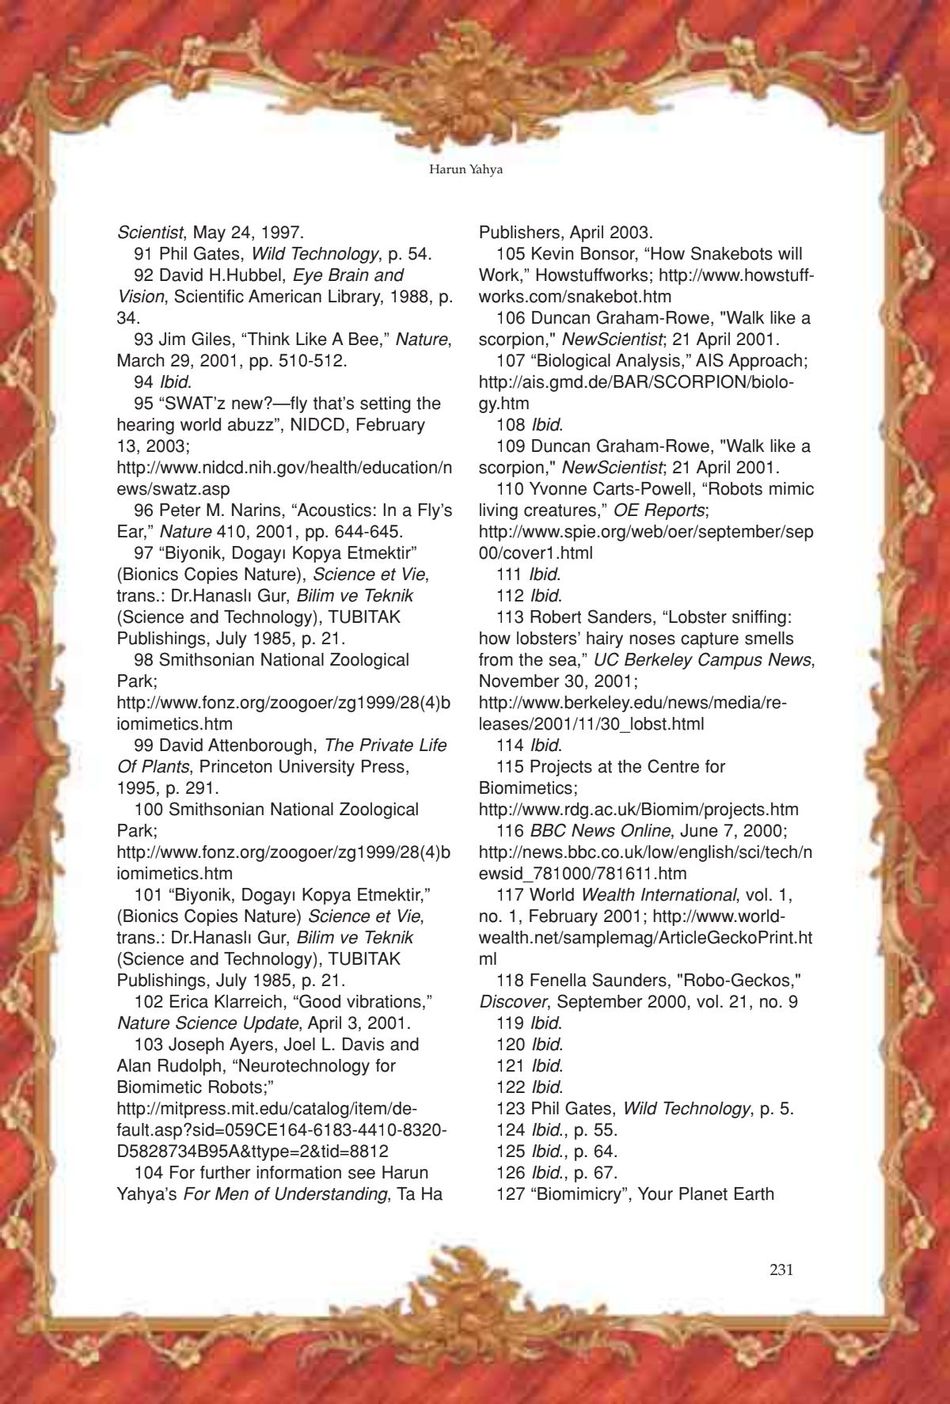 Harun Yahya
Scientist, May 24, 1997.
91 Phil Gates, Wild Technology, p. 54.
92 David H.Hubbel, Eye Brain and
Vision, Scientific American Library, 1988, p.
34.
93 Jim Giles, “Think Like A Bee,” Nature,
March 29, 2001, pp. 510-512.
94 Ibid.
95 “SWAT’z new?—fly that’s setting the
hearing world abuzz”, NIDCD, February
13, 2003;
http://www.nidcd.nih.gov/health/education/n
ews/swatz.asp
96 Peter M. Narins, “Acoustics: In a Fly’s
Ear,” Nature 410, 2001, pp. 644-645.
97 “Biyonik, Dogayı Kopya Etmektir”
(Bionics Copies Nature), Science et Vie,
trans.: Dr.Hanaslı Gur, Bilim ve Teknik
(Science and Technology), TUBITAK
Publishings, July 1985, p. 21.
98 Smithsonian National Zoological
Park;
http://www.fonz.org/zoogoer/zg1999/28(4)b
iomimetics.htm
99 David Attenborough, The Private Life
Of Plants, Princeton University Press,
1995, p. 291.
100 Smithsonian National Zoological
Park;
http://www.fonz.org/zoogoer/zg1999/28(4)b
iomimetics.htm
101 “Biyonik, Dogayı Kopya Etmektir,”
(Bionics Copies Nature) Science et Vie,
trans.: Dr.Hanaslı Gur, Bilim ve Teknik
(Science and Technology), TUBITAK
Publishings, July 1985, p. 21.
102 Erica Klarreich, “Good vibrations,”
Nature Science Update, April 3, 2001.
103 Joseph Ayers, Joel L. Davis and
Alan Rudolph, “Neurotechnology for
Biomimetic Robots;”
http://mitpress.mit.edu/catalog/item/de-
fault.asp?sid=059CE164-6183-4410-8320-
D5828734B95A&ttype=2&tid=8812
104 For further information see Harun
Yahya’s For Men of Understanding, Ta Ha
Publishers, April 2003.
105 Kevin Bonsor, “How Snakebots will
Work,” Howstuffworks; http://www.howstuff-
works.com/snakebot.htm
106 Duncan Graham-Rowe, "Walk like a
scorpion," NewScientist; 21 April 2001.
107 “Biological Analysis,” AIS Approach;
http://ais.gmd.de/BAR/SCORPION/biolo-
gy.htm
108 Ibid.
109 Duncan Graham-Rowe, "Walk like a
scorpion," NewScientist; 21 April 2001.
110 Yvonne Carts-Powell, “Robots mimic
living creatures,” OE Reports;
http://www.spie.org/web/oer/september/sep
00/cover1.html
111 Ibid.
112 Ibid.
113 Robert Sanders, “Lobster sniffing:
how lobsters’ hairy noses capture smells
from the sea,” UC Berkeley Campus News,
November 30, 2001;
http://www.berkeley.edu/news/media/re-
leases/2001/11/30_lobst.html
114 Ibid.
115 Projects at the Centre for
Biomimetics;
http://www.rdg.ac.uk/Biomim/projects.htm
116 BBC News Online, June 7, 2000;
http://news.bbc.co.uk/low/english/sci/tech/n
ewsid_781000/781611.htm
117 World Wealth International, vol. 1,
no. 1, February 2001; http://www.world-
wealth.net/samplemag/ArticleGeckoPrint.ht
ml
118 Fenella Saunders, "Robo-Geckos,"
Discover, September 2000, vol. 21, no. 9
119 Ibid.
120 Ibid.
121 Ibid.
122 Ibid.
123 Phil Gates, Wild Technology, p. 5.
124 Ibid., p. 55.
125 Ibid., p. 64.
126 Ibid., p. 67.
127 “Biomimicry”, Your Planet Earth
231